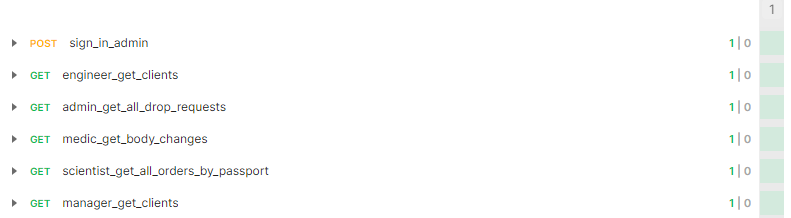 1
POST sign_in_admin 1 | 0
GET engineer_get_clients 1 | 0
GET admin_get_all_drop_requests 1 | 0
GET medic_get_body_changes 1 | 0
GET scientist_get_all_orders_by_passport 1 | 0
GET manager_get_clients 1 | 0